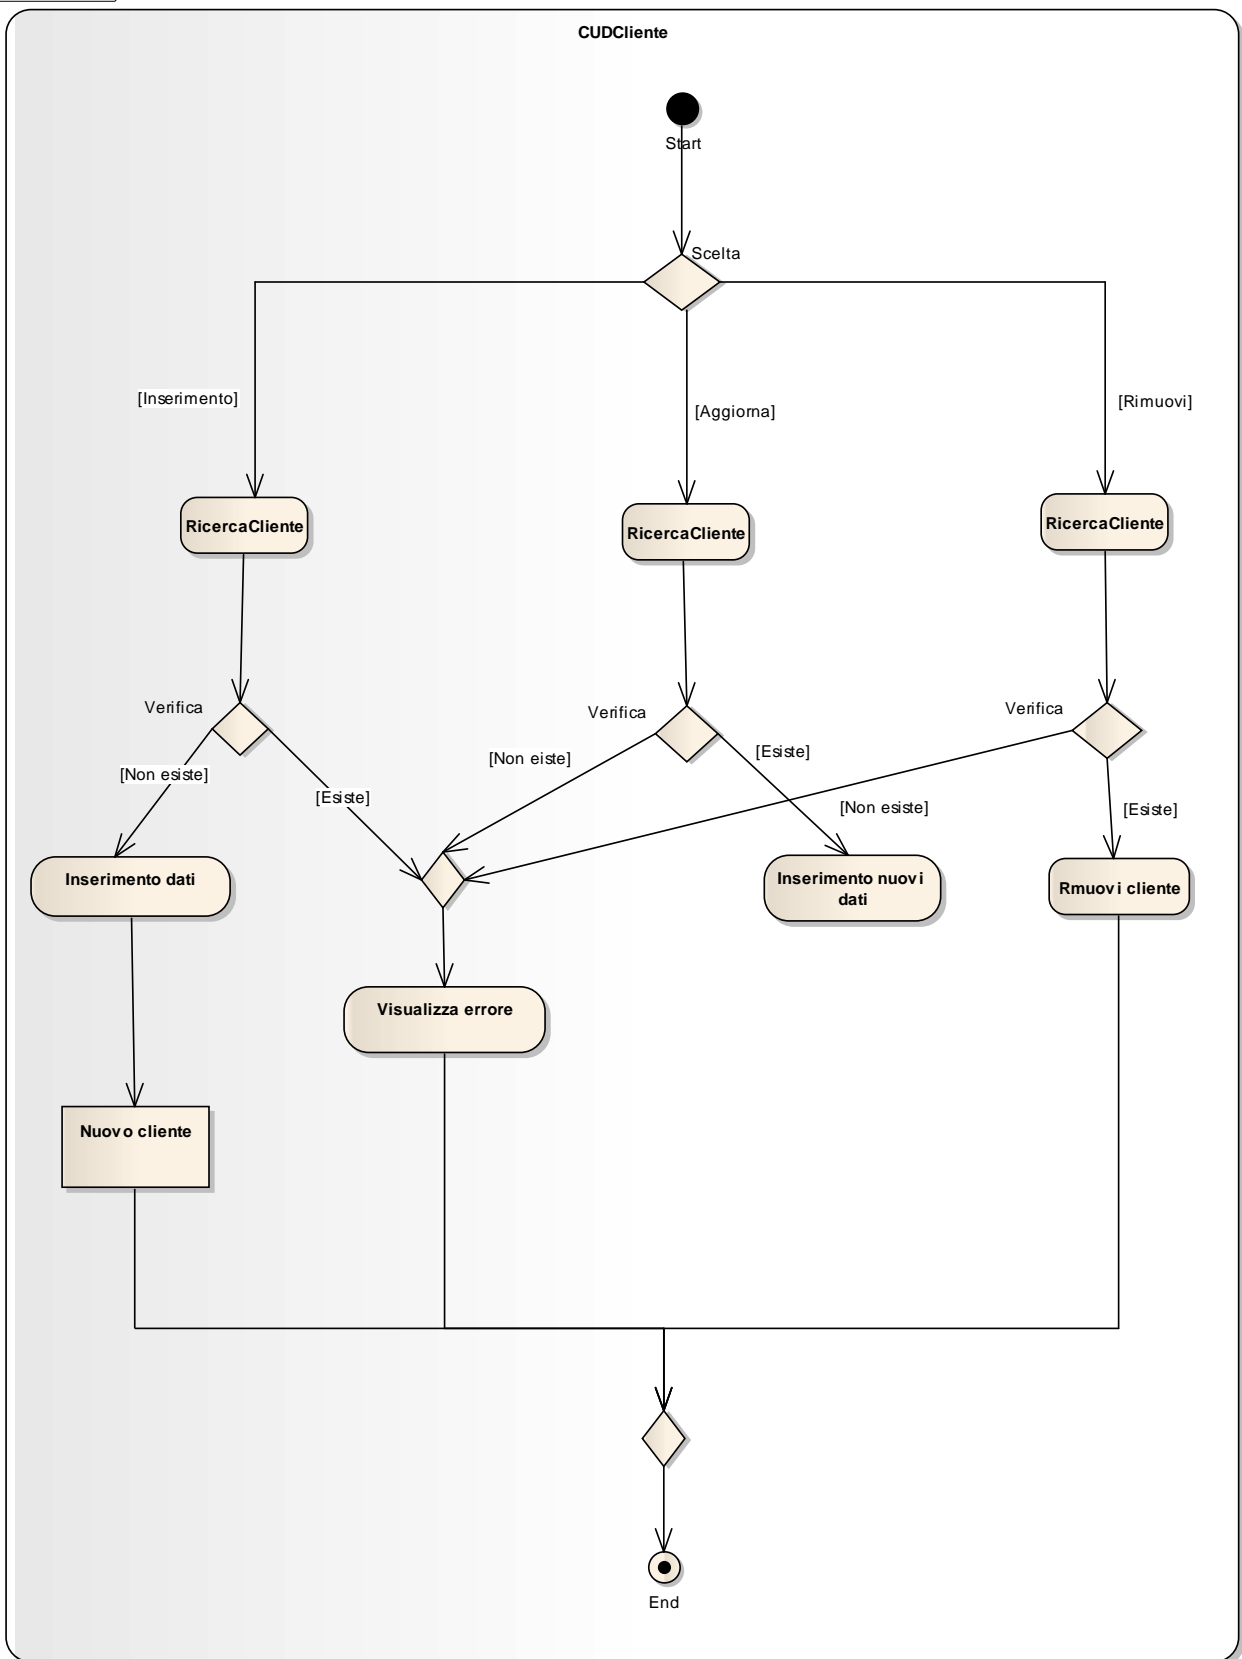 CUDCliente
Start
Scelta
[Inserimento]
[Aggiorna]
[Rimuovi]
RicercaCliente
RicercaCliente
RicercaCliente
Verifica
Verifica
Verifica
[Non esiste]
[Esiste]
[Non eiste]
[Esiste]
[Non esiste]
[Esiste]
Inserimento dati
Inserimento nuovi
dati
Rmuovi cliente
Visualizza errore
Nuovo cliente
End